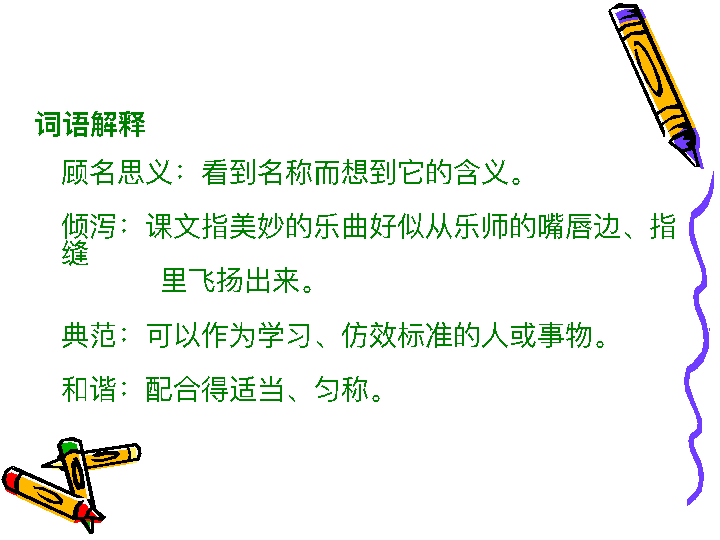 词语解释
顾名思义：看到名称而想到它的含义。
倾泻：课文指美妙的乐曲好似从乐师的嘴唇边、指
缝
里飞扬出来。
典范：可以作为学习、仿效标准的人或事物。
和谐：配合得适当、匀称。